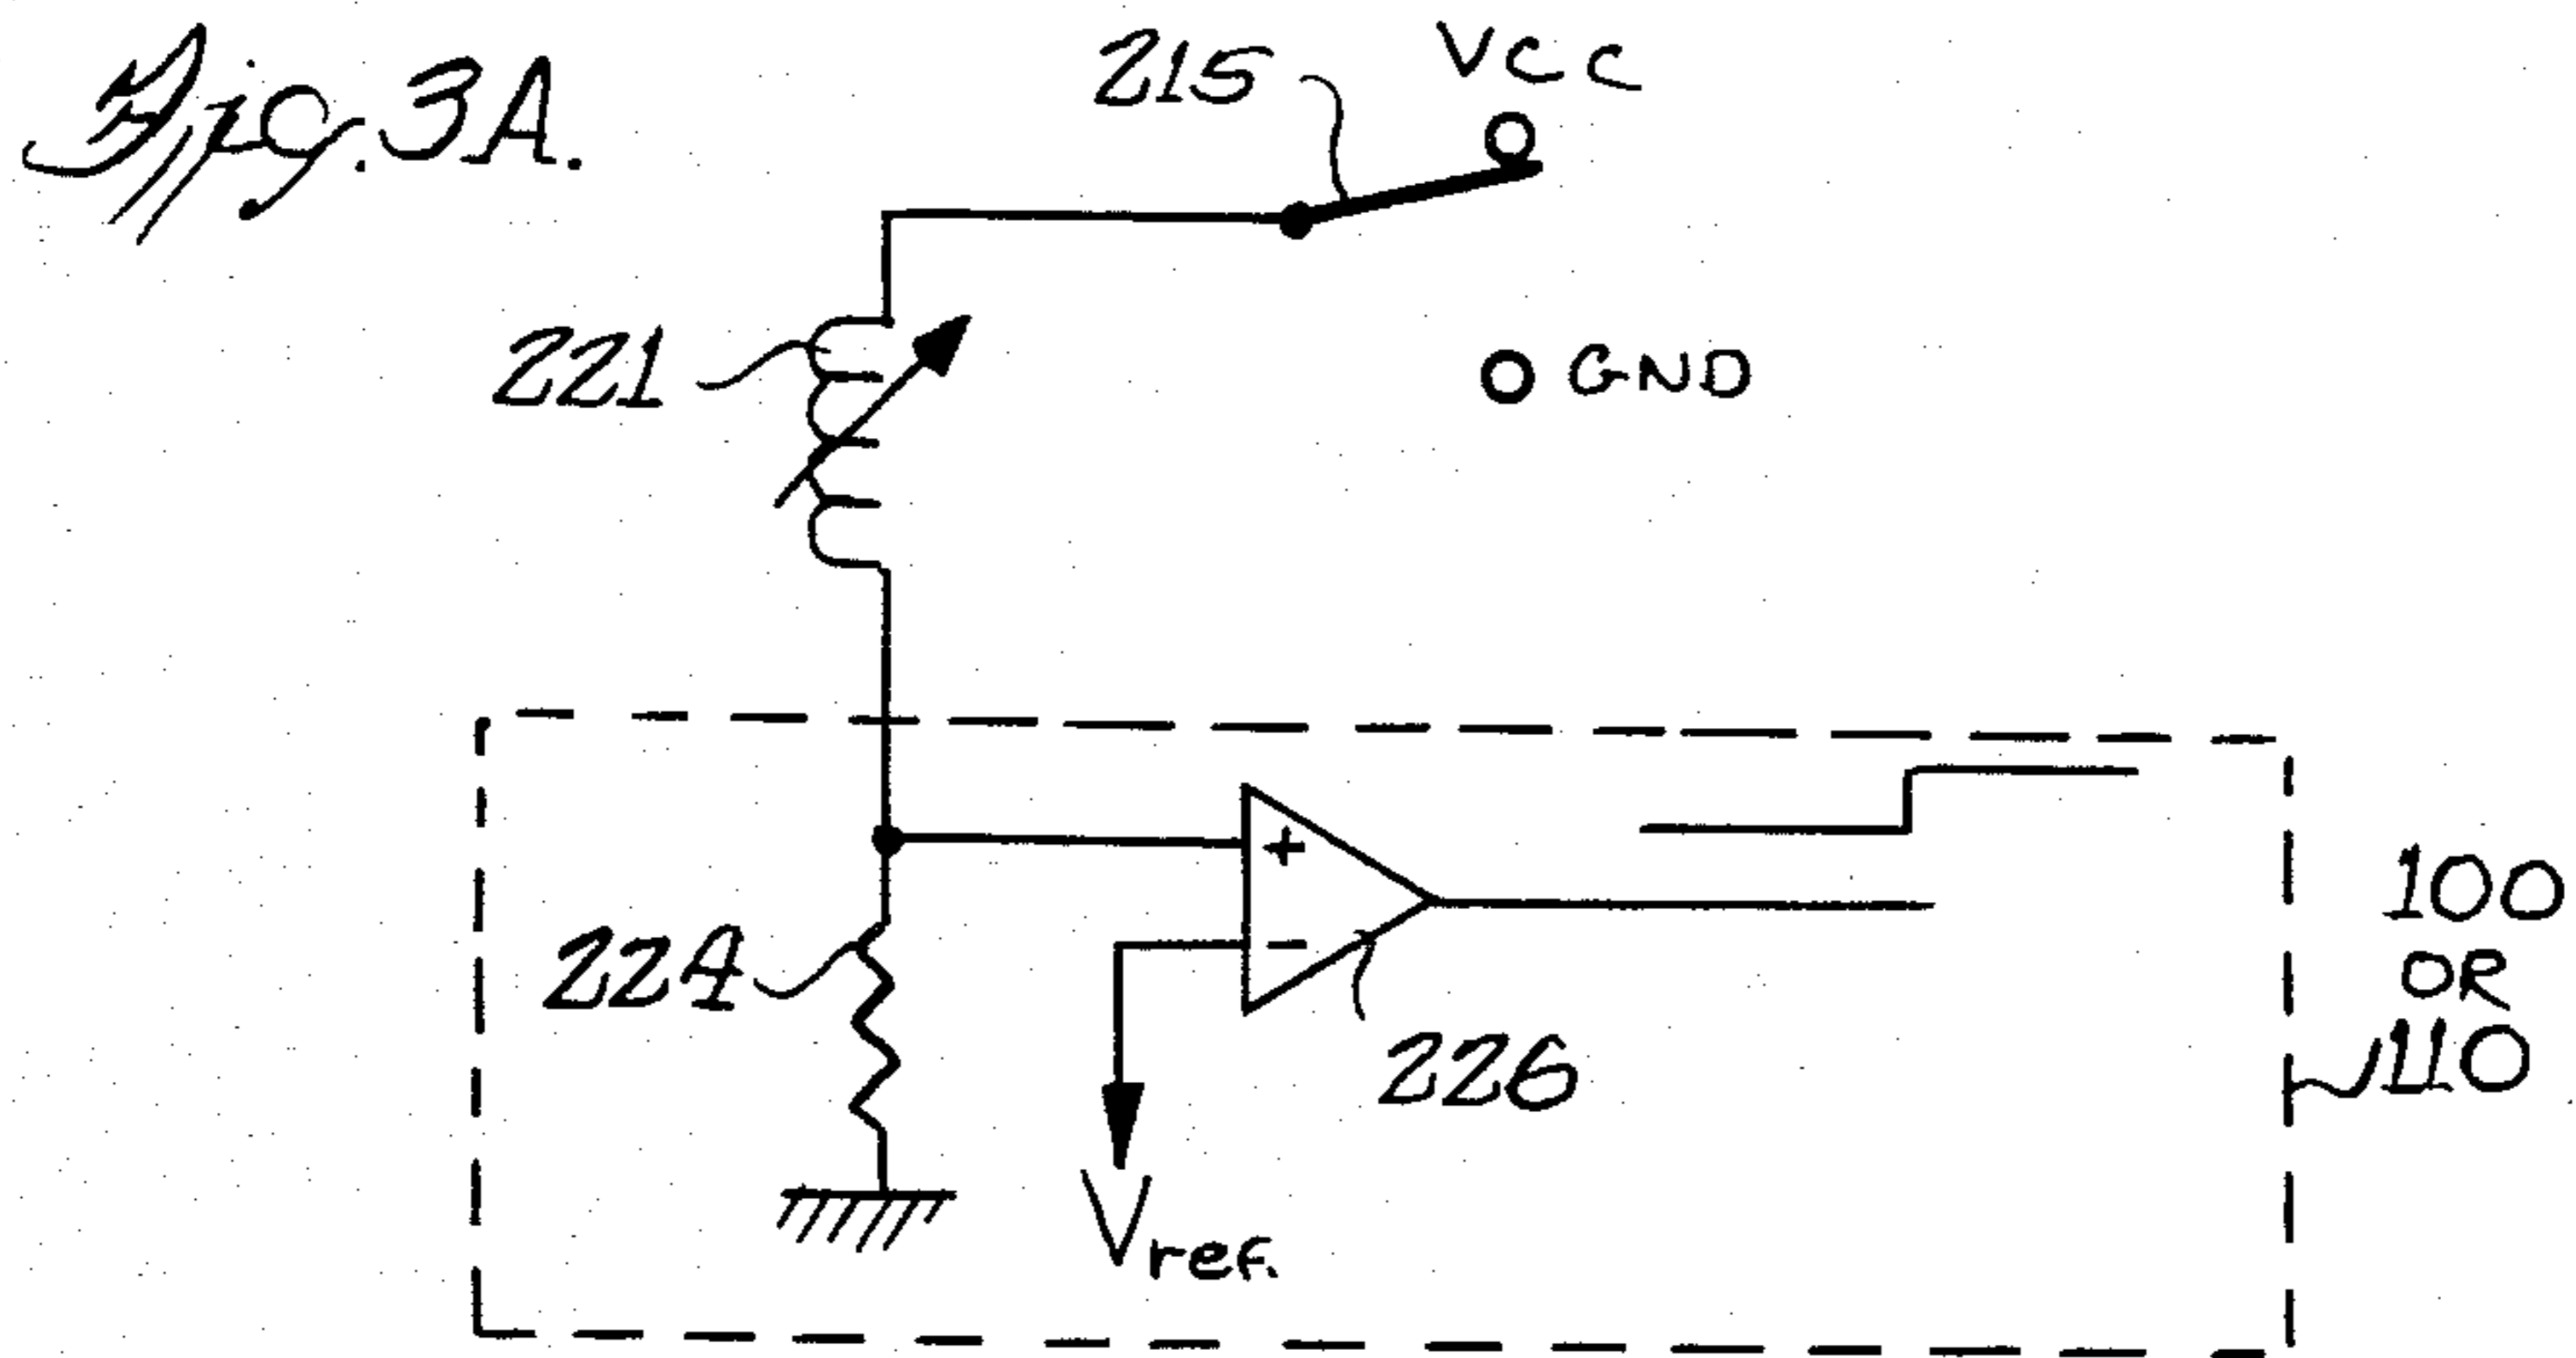 Fig. 3A.
215
VCC
221
GND
+
224
-
226
Vref.
100
OR
110